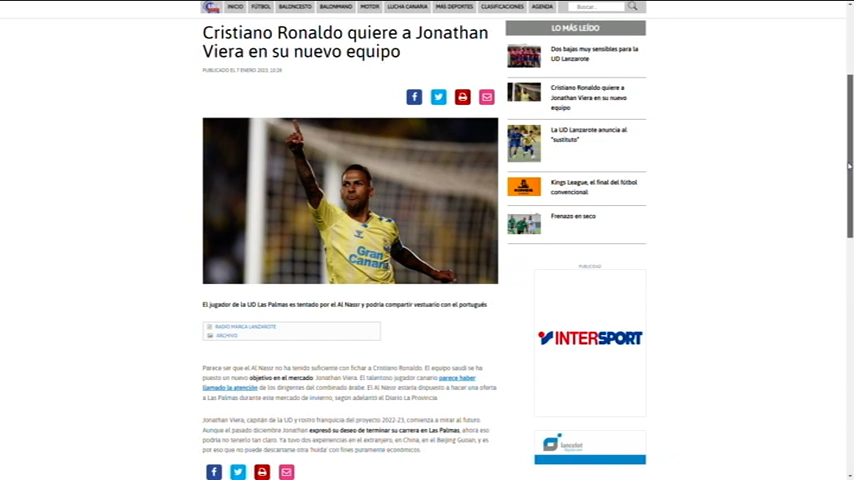 INICIO FÚTBOL BALONCESTO BALONMANO MOTOR LUCHA CANARIA MÁS DEPORTES CLASIFICACIONES AGENDA Buscar...
Cristiano Ronaldo quiere a Jonathan
Viera en su nuevo equipo
PUBLICADO EL 7 ENERO 2023, 10:28
Gran
Canaria
El jugador de la UD Las Palmas es tentado por el Al Nassr y podría compartir vestuario con el portugués
RADIO MARCA LANZAROTE
ARCHIVO
Parece ser que el Al Nassr no ha tenido suficiente con fichar a Cristiano Ronaldo. El equipo saudí se ha
puesto un nuevo objetivo en el mercado: Jonathan Viera. El talentoso jugador canario parece haber
llamado la atención de los dirigentes del combinado árabe. El Al Nassr estaría dispuesto a hacer una oferta
a Las Palmas durante este mercado de invierno, según adelantó el Diario La Provincia.
Jonathan Viera, capitán de la UD y rostro franquicia del proyecto 2022-23, comienza a mirar al futuro.
Aunque el pasado diciembre Jonathan expresó su deseo de terminar su carrera en Las Palmas, ahora eso
podría no tenerlo tan claro. Ya tuvo dos experiencias en el extranjero, en China, en el Beijing Guoan, y es
por eso que no puede descartarse otra 'huida' con fines puramente económicos.
LO MÁS LEÍDO
Dos bajas muy sensibles para la
UD Lanzarote
Cristiano Ronaldo quiere a
Jonathan Viera en su nuevo
equipo
La UD Lanzarote anuncia al
"sustituto"
KINGS
Kings League, el final del fútbol
convencional
Frenazo en seco
PUBLICIDAD
INTERSPORT
lancelot